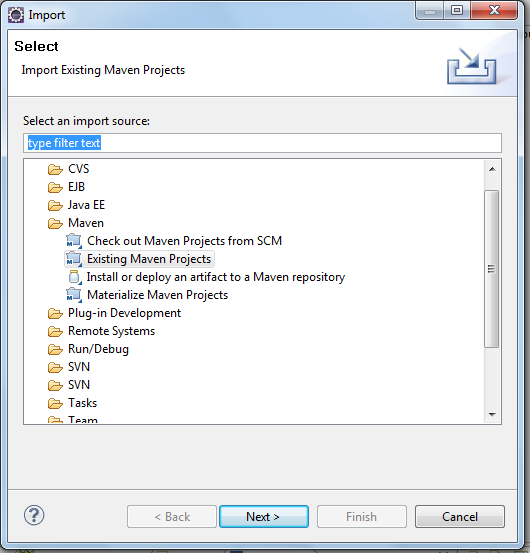 Import
Select
Import Existing Maven Projects
Select an import source:
type filter text
CVS
EJB
Java EE
Maven
Check out Maven Projects from SCM
Existing Maven Projects
Install or deploy an artifact to a Maven repository
Materialize Maven Projects
Plug-in Development
Remote Systems
Run/Debug
SVN
SVN
Tasks
Team
< Back Next > Finish Cancel